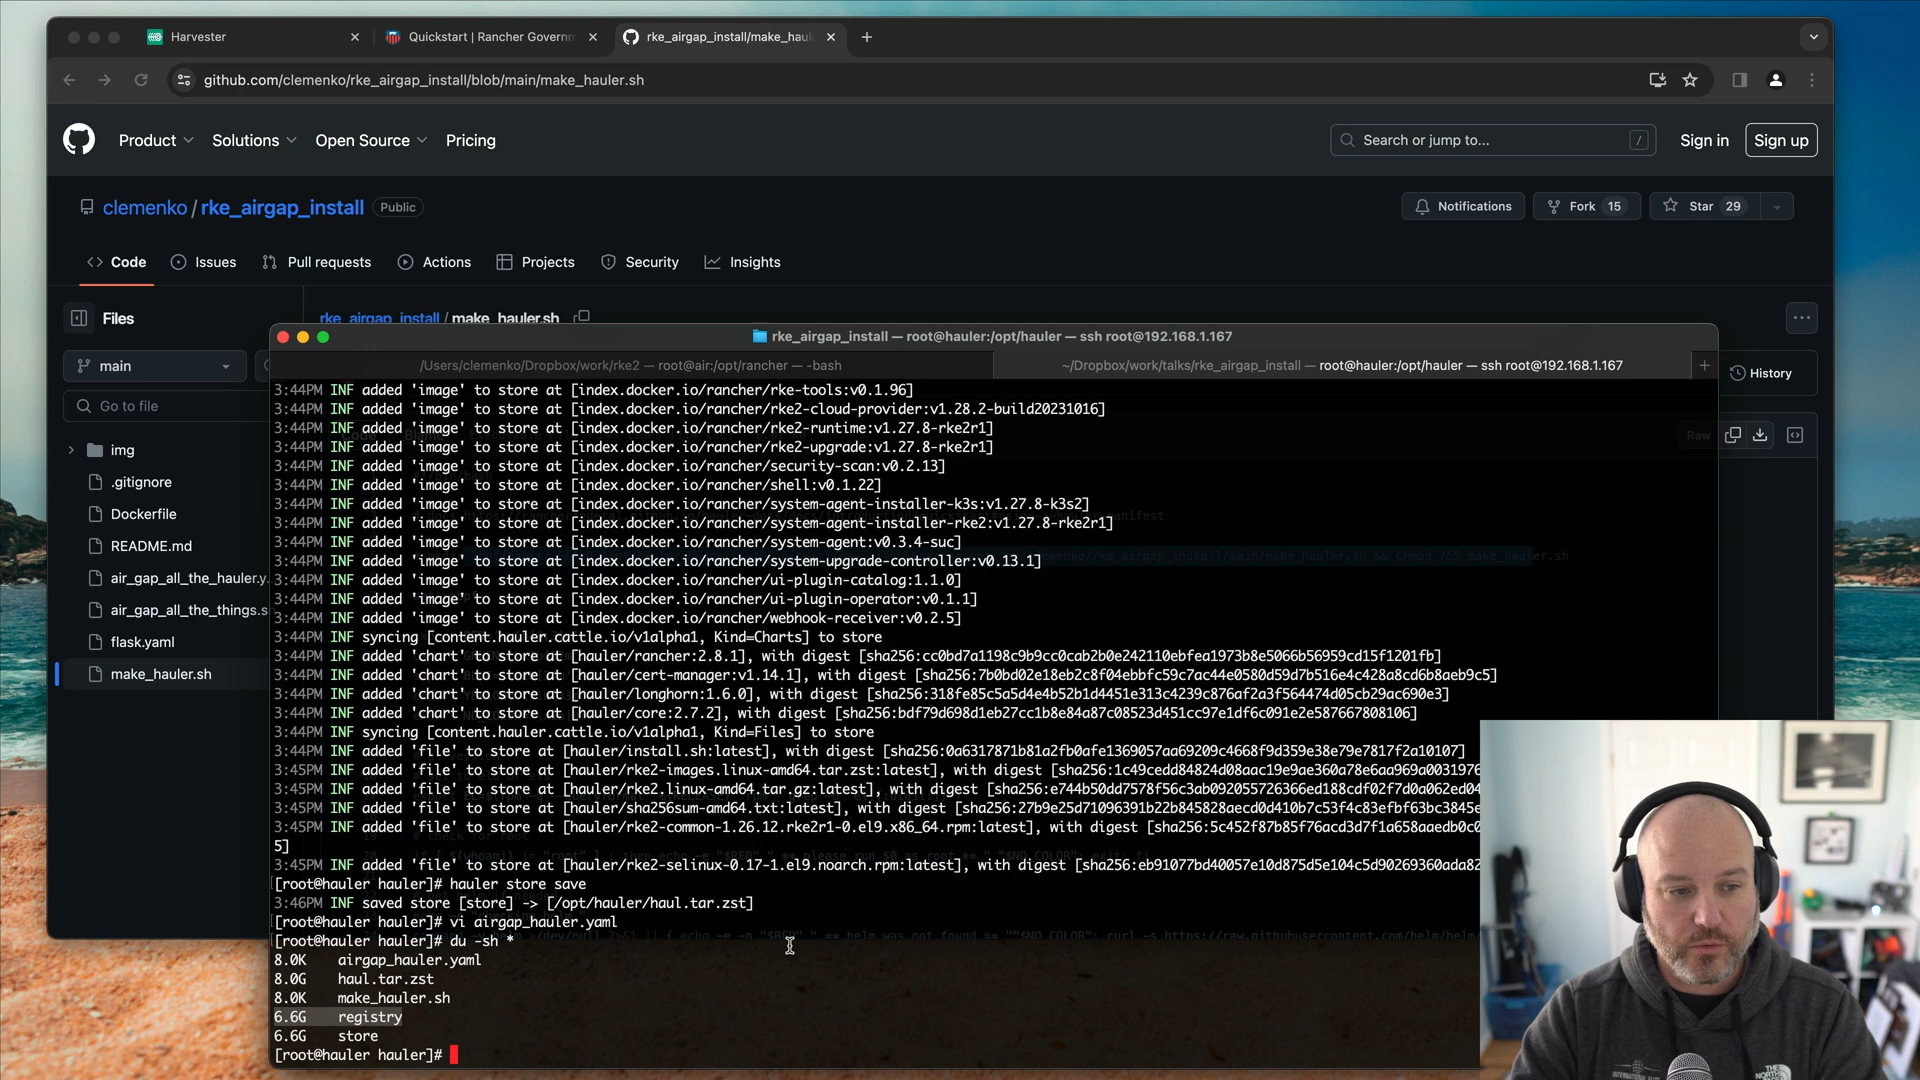 Harvester
Quickstart | Rancher Governm
rke_airgap_install/make_haul
github.com/clemenko/rke_airgap_install/blob/main/make_hauler.sh
Product
Solutions
Open Source
Pricing
Search or jump to...
/
Sign in
Sign up
clemenko / rke_airgap_install
Public
Notifications
Fork 15
Star 29
Code
Issues
Pull requests
Actions
Projects
Security
Insights
Files
rke_airgap_install / make_hauler.sh
main
Go to file
History
Raw
img
.gitignore
Dockerfile
README.md
air_gap_all_the_hauler.y
air_gap_all_the_things.sh
flask.yaml
make_hauler.sh
rke_airgap_install — root@hauler:/opt/hauler — ssh root@192.168.1.167
/Users/clemenko/Dropbox/work/rke2 — root@air:/opt/rancher — -bash
~/Dropbox/work/talks/rke_airgap_install — root@hauler:/opt/hauler — ssh root@192.168.1.167
3:44PM INF added 'image' to store at [index.docker.io/rancher/rke-tools:v0.1.96]
3:44PM INF added 'image' to store at [index.docker.io/rancher/rke2-cloud-provider:v1.28.2-build20231016]
3:44PM INF added 'image' to store at [index.docker.io/rancher/rke2-runtime:v1.27.8-rke2r1]
3:44PM INF added 'image' to store at [index.docker.io/rancher/rke2-upgrade:v1.27.8-rke2r1]
3:44PM INF added 'image' to store at [index.docker.io/rancher/security-scan:v0.2.13]
3:44PM INF added 'image' to store at [index.docker.io/rancher/shell:v0.1.22]
3:44PM INF added 'image' to store at [index.docker.io/rancher/system-agent-installer-k3s:v1.27.8-k3s2]
3:44PM INF added 'image' to store at [index.docker.io/rancher/system-agent-installer-rke2:v1.27.8-rke2r1]
3:44PM INF added 'image' to store at [index.docker.io/rancher/system-agent:v0.3.4-suc]
3:44PM INF added 'image' to store at [index.docker.io/rancher/system-upgrade-controller:v0.13.1]
3:44PM INF added 'image' to store at [index.docker.io/rancher/ui-plugin-catalog:1.1.0]
3:44PM INF added 'image' to store at [index.docker.io/rancher/ui-plugin-operator:v0.1.1]
3:44PM INF added 'image' to store at [index.docker.io/rancher/webhook-receiver:v0.2.5]
3:44PM INF syncing [content.hauler.cattle.io/v1alpha1, Kind=Charts] to store
3:44PM INF added 'chart' to store at [hauler/rancher:2.8.1], with digest [sha256:cc0bd7a1198c9b9cc0cab2b0e242110ebfea1973b8e5066b56959cd15f1201fb]
3:44PM INF added 'chart' to store at [hauler/cert-manager:v1.14.1], with digest [sha256:7b0bd02e18eb2c8f04ebbfc59c7ac44e0580d59d7b516e4c428a8cd6b8aeb9c5]
3:44PM INF added 'chart' to store at [hauler/longhorn:1.6.0], with digest [sha256:318fe85c5a5d4e4b52b1d4451e313c4239c876af2a3f564474d05cb29ac690e3]
3:44PM INF added 'chart' to store at [hauler/core:2.7.2], with digest [sha256:bdf79d698d1eb27cc1b8e84a87c08523d451cc97e1df6c091e2e587667808106]
3:44PM INF syncing [content.hauler.cattle.io/v1alpha1, Kind=Files] to store
3:44PM INF added 'file' to store at [hauler/install.sh:latest], with digest [sha256:0a6317871b81a2fb0afe1369057aa69209c4668f9d359e38e79e7817f2a10107]
3:45PM INF added 'file' to store at [hauler/rke2-images.linux-amd64.tar.zst:latest], with digest [sha256:1c49cedd84824d08aac19e9ae360a78e6aa969a0031976
3:45PM INF added 'file' to store at [hauler/rke2.linux-amd64.tar.gz:latest], with digest [sha256:e744b50dd7578f56c3ab092055726366ed188cdf02f7d0a062ed04
3:45PM INF added 'file' to store at [hauler/sha256sum-amd64.txt:latest], with digest [sha256:27b9e25d71096391b22b845828aecd0d410b7c53f4c83efbf63bc3845e
3:45PM INF added 'file' to store at [hauler/rke2-common-1.26.12.rke2r1-0.el9.x86_64.rpm:latest], with digest [sha256:5c452f87b85f76acd3d7f1a658aaedb0c0
5]
3:45PM INF added 'file' to store at [hauler/rke2-selinux-0.17-1.el9.noarch.rpm:latest], with digest [sha256:eb91077bd40057e10d875d5e104c5d90269360ada82
[root@hauler hauler]# hauler store save
3:46PM INF saved store [store] -> [/opt/hauler/haul.tar.zst]
[root@hauler hauler]# vi airgap_hauler.yaml
[root@hauler hauler]# du -sh *
8.0K airgap_hauler.yaml
8.0G haul.tar.zst
8.0K make_hauler.sh
6.6G registry
6.6G store
[root@hauler hauler]#